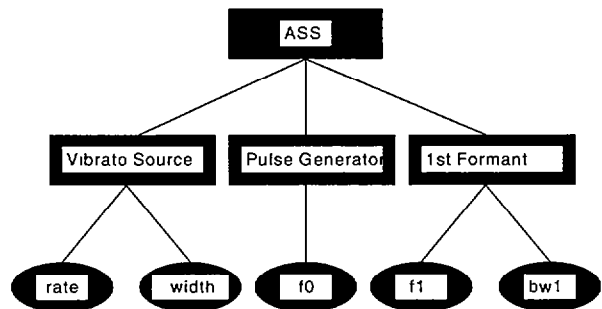 ASS
Vibrato Source
Pulse Generator
1st Formant
rate
width
f0
f1
bw1